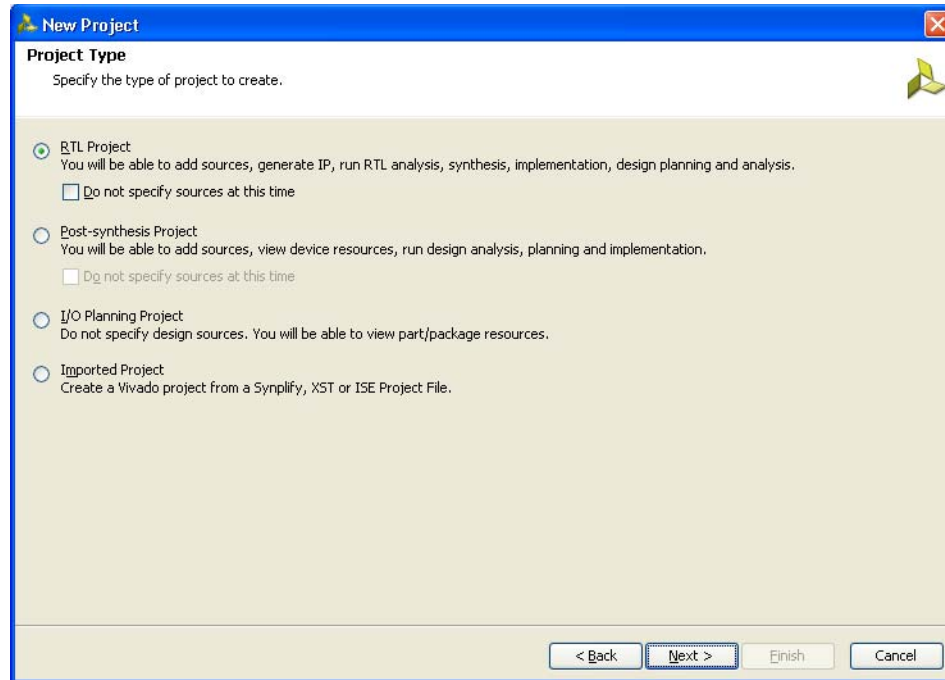 New Project
Project Type
Specify the type of project to create.
RTL Project
You will be able to add sources, generate IP, run RTL analysis, synthesis, implementation, design planning and analysis.
Do not specify sources at this time
Post-synthesis Project
You will be able to add sources, view device resources, run design analysis, planning and implementation.
Do not specify sources at this time
I/O Planning Project
Do not specify design sources. You will be able to view part/package resources.
Imported Project
Create a Vivado project from a Synplify, XST or ISE Project File.
< Back Next > Finish Cancel